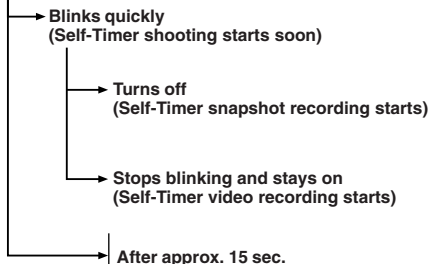 Blinks quickly
(Self-Timer shooting starts soon)
Turns off
(Self-Timer snapshot recording starts)
Stops blinking and stays on
(Self-Timer video recording starts)
After approx. 15 sec.